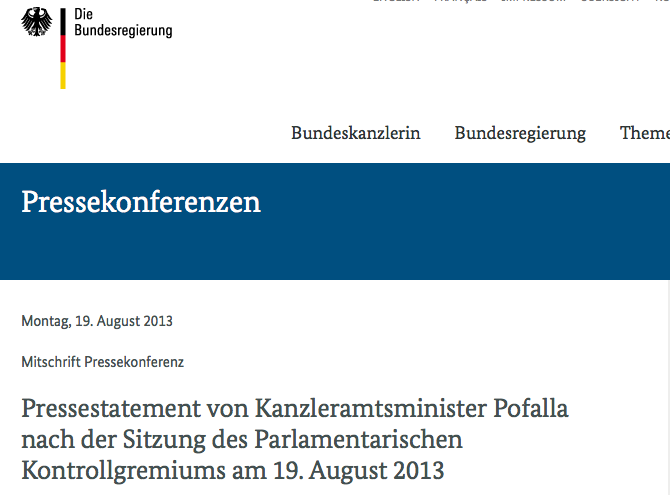 Die
Bundesregierung
Bundeskanzlerin Bundesregierung Theme
Pressekonferenzen
Montag, 19. August 2013
Mitschrift Pressekonferenz
Pressestatement von Kanzleramtsminister Pofalla
nach der Sitzung des Parlamentarischen
Kontrollgremiums am 19. August 2013